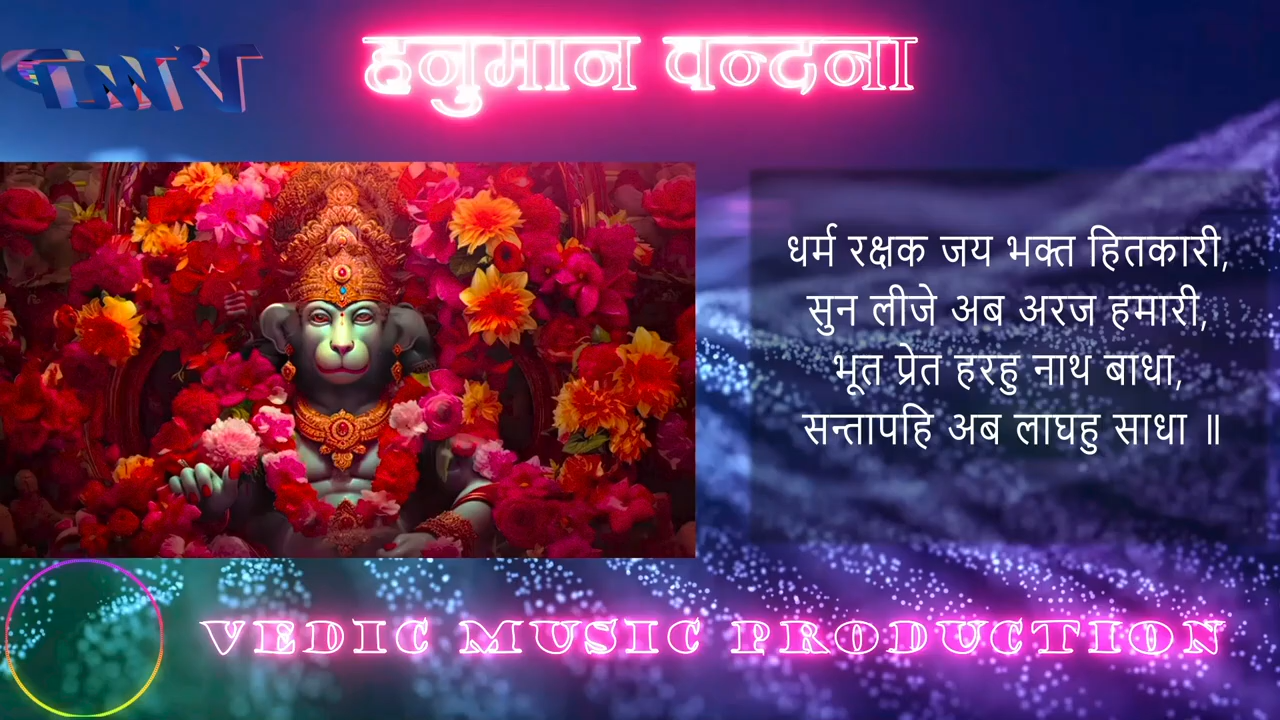 हनुमान वन्दना
धर्म रक्षक जय भक्त हितकारी,
सुन लीजे अब अरज हमारी,
भूत प्रेत हरहु नाथ बाधा,
सन्तापहि अब लाघहु साधा ॥
VEDIC MUSIC PRODUCTION